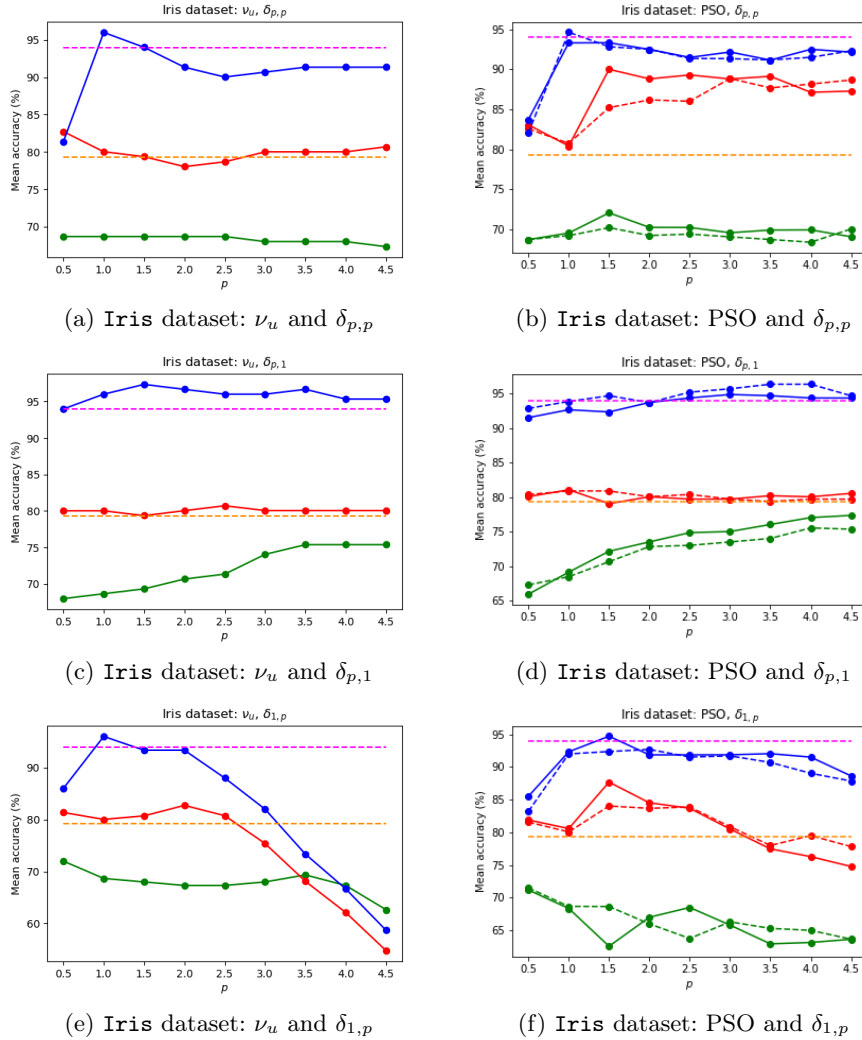 Iris dataset: νᵤ, δₚ,ₚ
Mean accuracy (%)
95
90
85
80
75
70
0.5 1.0 1.5 2.0 2.5 3.0 3.5 4.0 4.5
p
(a) Iris dataset: νᵤ and δₚ,ₚ
Iris dataset: PSO, δₚ,ₚ
Mean accuracy (%)
95
90
85
80
75
70
0.5 1.0 1.5 2.0 2.5 3.0 3.5 4.0 4.5
p
(b) Iris dataset: PSO and δₚ,ₚ
Iris dataset: νᵤ, δₚ,₁
Mean accuracy (%)
95
90
85
80
75
70
0.5 1.0 1.5 2.0 2.5 3.0 3.5 4.0 4.5
p
(c) Iris dataset: νᵤ and δₚ,₁
Iris dataset: PSO, δₚ,₁
Mean accuracy (%)
95
90
85
80
75
70
65
0.5 1.0 1.5 2.0 2.5 3.0 3.5 4.0 4.5
p
(d) Iris dataset: PSO and δₚ,₁
Iris dataset: νᵤ, δ₁,ₚ
Mean accuracy (%)
90
80
70
60
0.5 1.0 1.5 2.0 2.5 3.0 3.5 4.0 4.5
p
(e) Iris dataset: νᵤ and δ₁,ₚ
Iris dataset: PSO, δ₁,ₚ
Mean accuracy (%)
95
90
85
80
75
70
65
0.5 1.0 1.5 2.0 2.5 3.0 3.5 4.0 4.5
p
(f) Iris dataset: PSO and δ₁,ₚ